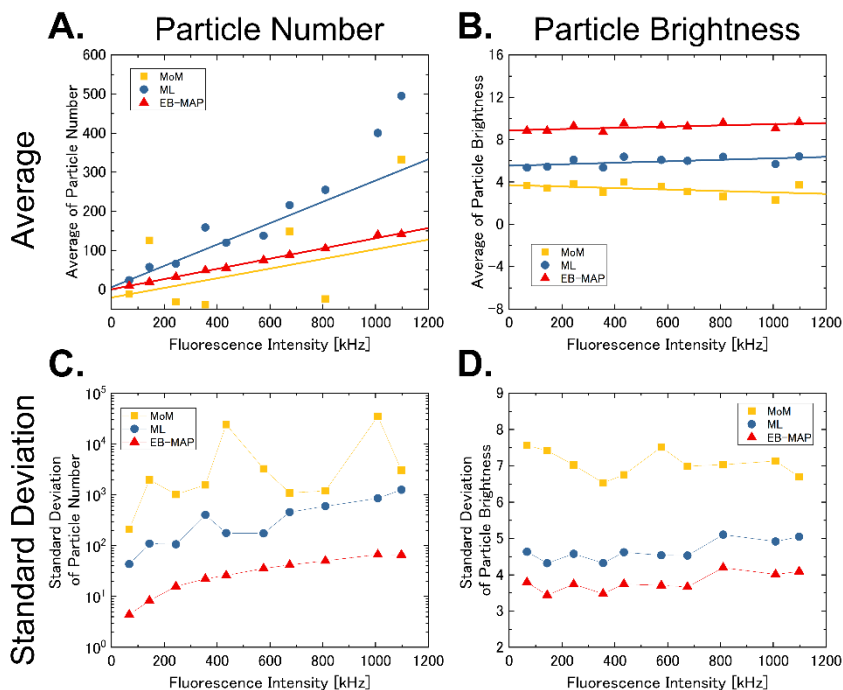 A. Particle Number
B. Particle Brightness
Average
Average of Particle Number
600
500
400
300
200
100
0
MoM
ML
EB-MAP
0 200 400 600 800 1000 1200
Fluorescence Intensity [kHz]
Average of Particle Brightness
16
12
8
4
0
-4
-8
MoM
ML
EB-MAP
0 200 400 600 800 1000 1200
Fluorescence Intensity [kHz]
Standard Deviation
C.
Standard Deviation
of Particle Number
10^5
10^4
10^3
10^2
10^1
10^0
MoM
ML
EB-MAP
0 200 400 600 800 1000 1200
Fluorescence Intensity [kHz]
D.
Standard Deviation
of Particle Brightness
9
8
7
6
5
4
3
2
MoM
ML
EB-MAP
0 200 400 600 800 1000 1200
Fluorescence Intensity [kHz]